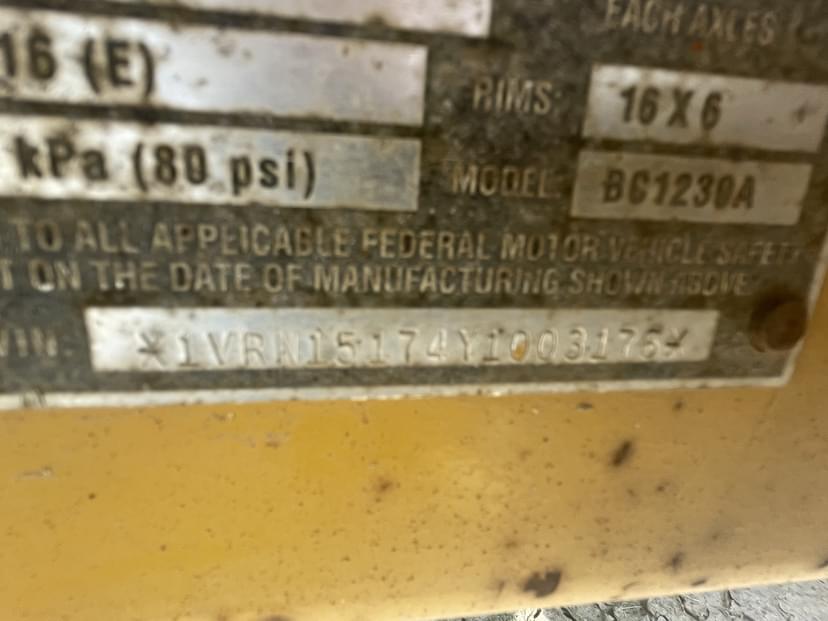 EACH AXLES
16 (E)
RIMS: 16 X 6
kPa (80 psi)
MODEL: BC1230A
TO ALL APPLICABLE FEDERAL MOTOR VEHICLE SAFETY
T ON THE DATE OF MANUFACTURING SHOWN ABOVE
VIN: *1VRN15174Y1003176*